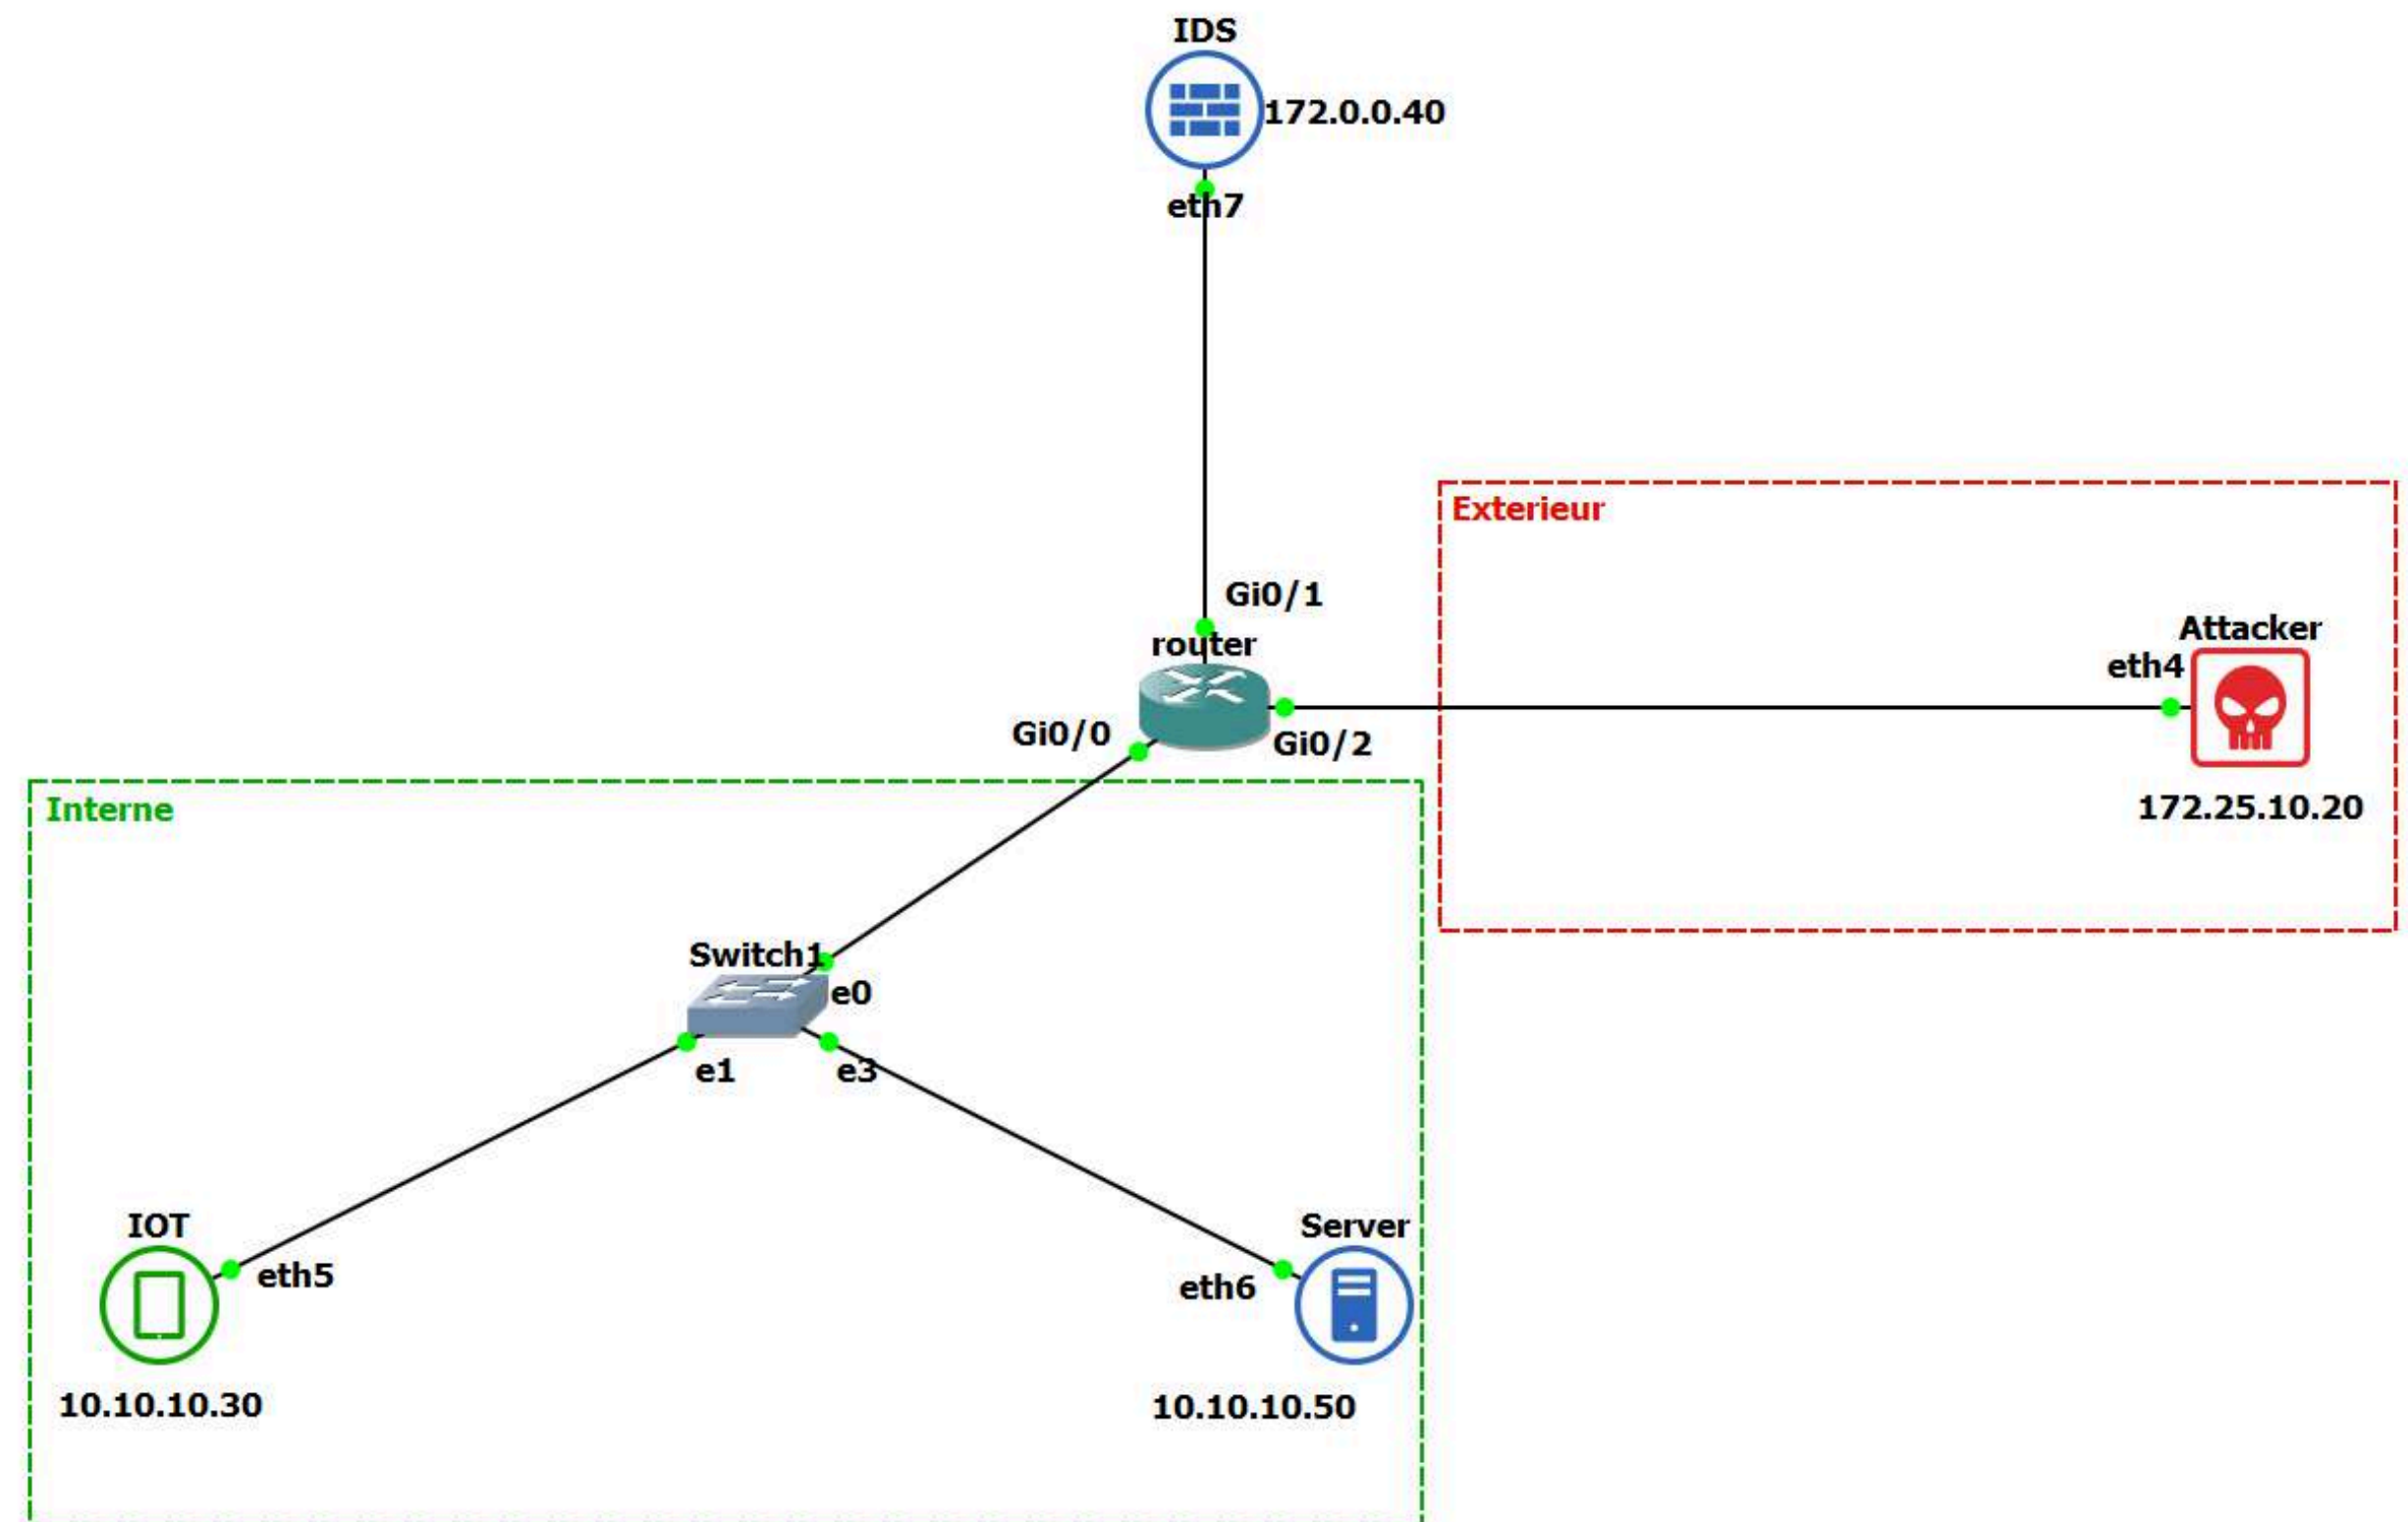 IDS
172.0.0.40
eth7
Exterieur
Gi0/1
router
Attacker
eth4
Gi0/0
Gi0/2
172.25.10.20
Interne
Switch1
e0
e1
e3
IOT
Server
eth5
eth6
10.10.10.30
10.10.10.50